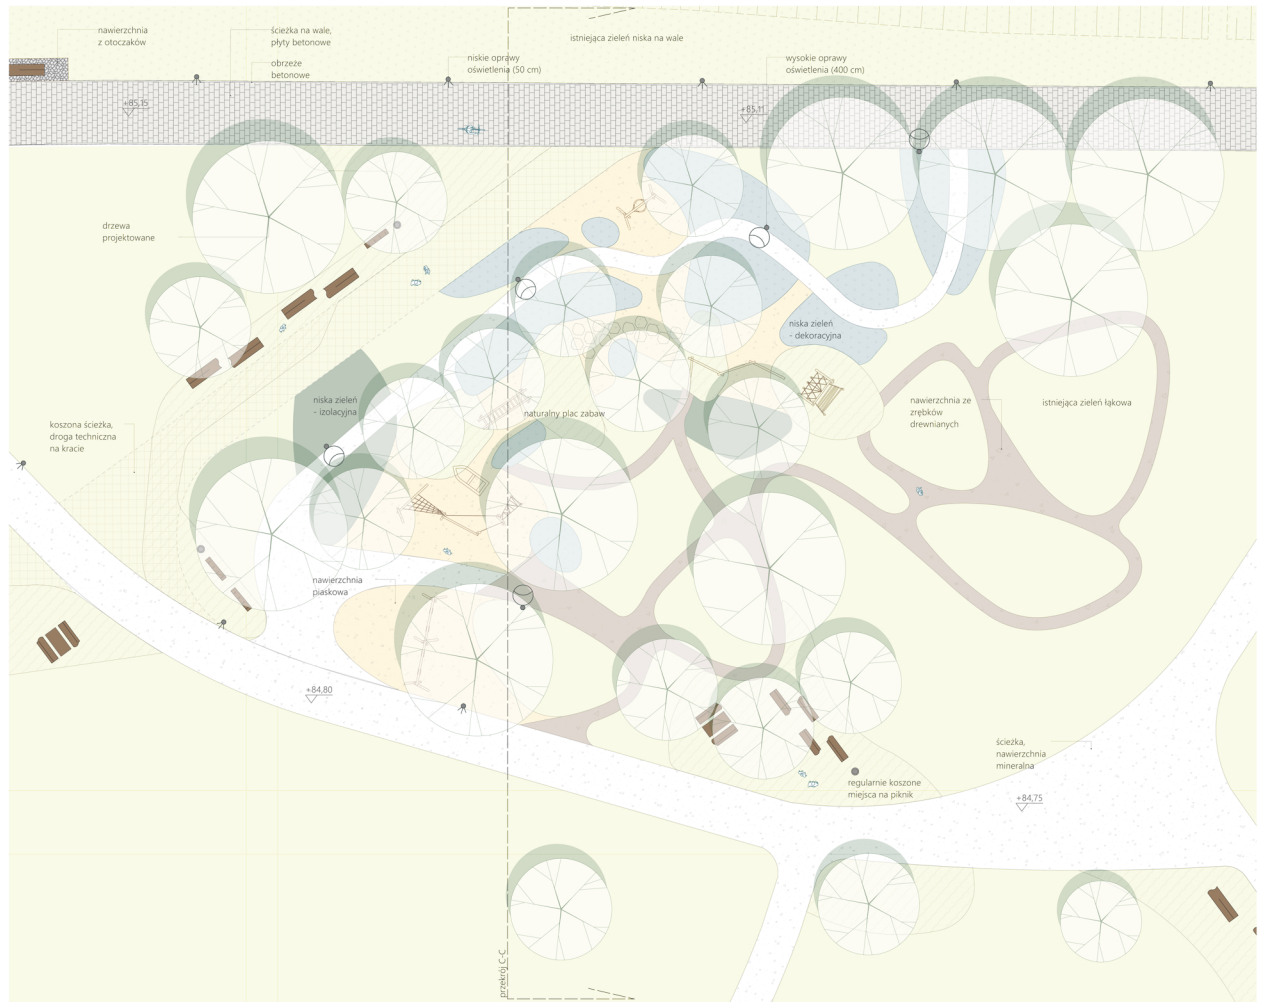 nawierzchnia
z otoczaków
ścieżka na wale,
płyty betonowe
obrzeże
betonowe
istniejąca zieleń niska na wale
niskie oprawy
oświetlenia (50 cm)
wysokie oprawy
oświetlenia (400 cm)
+85,15
+85,11
drzewa
projektowane
niska zieleń
- dekoracyjna
niska zieleń
- izolacyjna
naturalny plac zabaw
nawierzchnia ze
zrębków
drewnianych
istniejąca zieleń łąkowa
koszona ścieżka,
droga techniczna
na kracie
nawierzchnia
piaskowa
+84,80
ścieżka,
nawierzchnia
mineralna
regularnie koszone
miejsca na piknik
+84,75
przekrój C-C